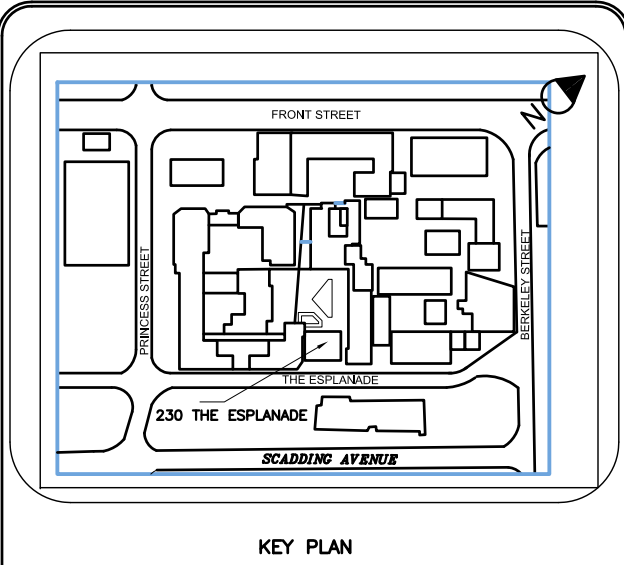 FRONT STREET
N
PRINCESS STREET
BERKELEY STREET
THE ESPLANADE
230 THE ESPLANADE
SCADDING AVENUE
KEY PLAN